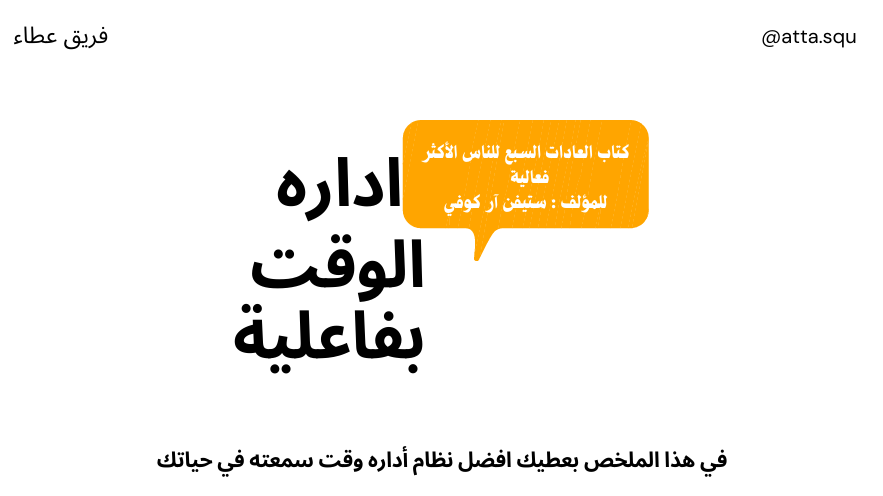 فريق عطاء
@atta.squ
كتاب العادات السبع للناس الأكثر
فعالية
للمؤلف : ستيفن آر كوفي
اداره
الوقت
بفاعلية
في هذا الملخص بعطيك افضل نظام أداره وقت سمعته في حياتك